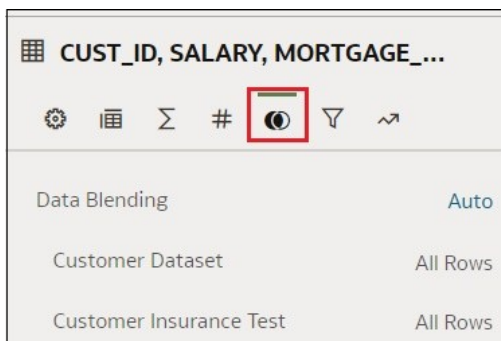 CUST_ID, SALARY, MORTGAGE_...
Data Blending Auto
Customer Dataset All Rows
Customer Insurance Test All Rows